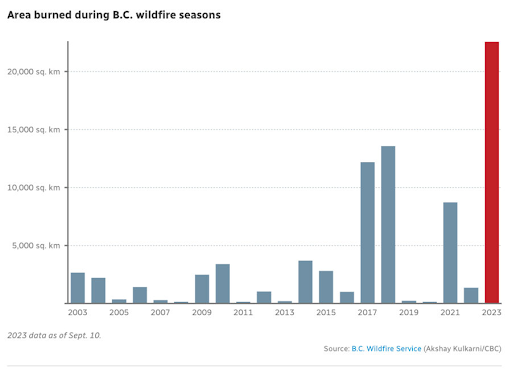 Area burned during B.C. wildfire seasons
20,000 sq. km
15,000 sq. km
10,000 sq. km
5,000 sq. km
2003 2005 2007 2009 2011 2013 2015 2017 2019 2021 2023
2023 data as of Sept. 10.
Source: B.C. Wildfire Service (Akshay Kulkarni/CBC)